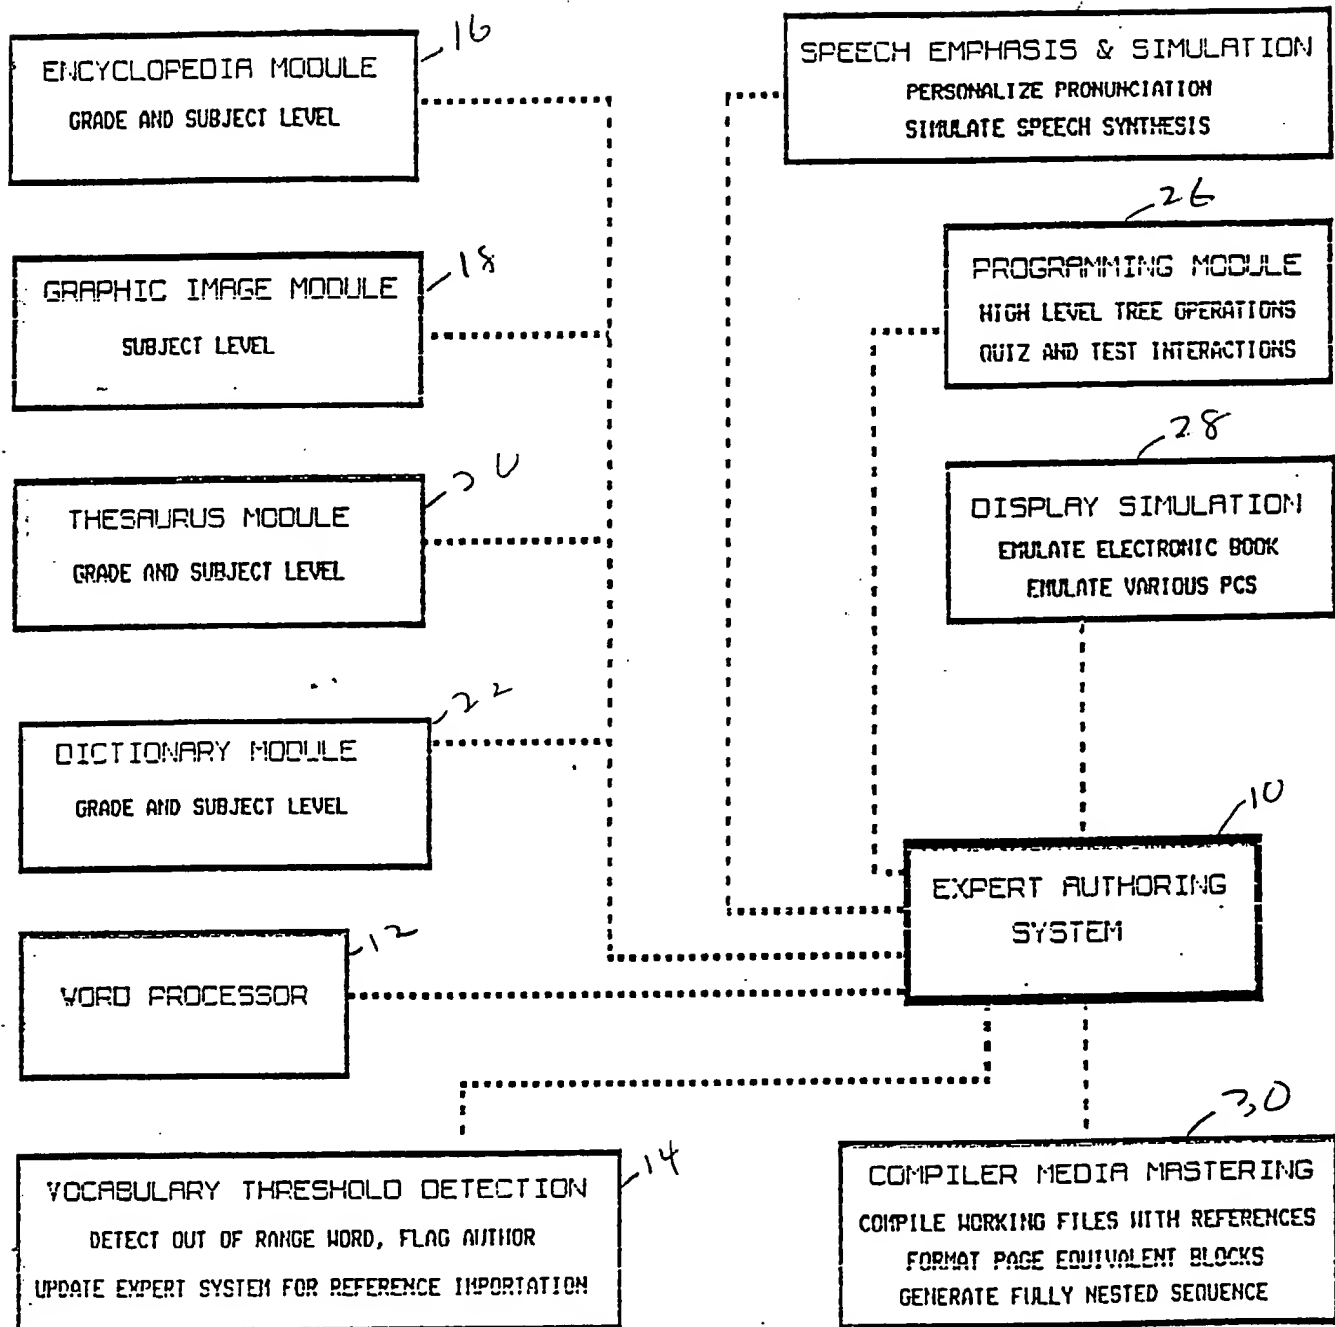 16
ENCYCLOPEDIA MODULE
GRADE AND SUBJECT LEVEL
SPEECH EMPHASIS & SIMULATION
PERSONALIZE PRONUNCIATION
SIMULATE SPEECH SYNTHESIS
18
GRAPHIC IMAGE MODULE
SUBJECT LEVEL
26
PROGRAMMING MODULE
HIGH LEVEL TREE OPERATIONS
QUIZ AND TEST INTERACTIONS
20
THESAURUS MODULE
GRADE AND SUBJECT LEVEL
28
DISPLAY SIMULATION
EMULATE ELECTRONIC BOOK
EMULATE VARIOUS PCS
22
DICTIONARY MODULE
GRADE AND SUBJECT LEVEL
10
EXPERT AUTHORING
SYSTEM
12
WORD PROCESSOR
14
VOCABULARY THRESHOLD DETECTION
DETECT OUT OF RANGE WORD, FLAG AUTHOR
UPDATE EXPERT SYSTEM FOR REFERENCE IMPORTATION
30
COMPILER MEDIA MASTERING
COMPILE WORKING FILES WITH REFERENCES
FORMAT PAGE EQUIVALENT BLOCKS
GENERATE FULLY NESTED SEQUENCE